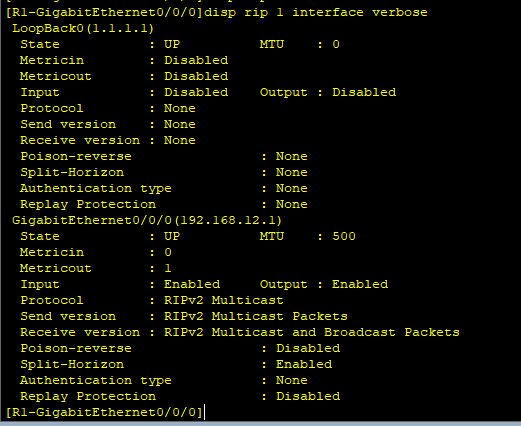 [R1-GigabitEthernet0/0/0]disp rip 1 interface verbose
LoopBack0(1.1.1.1)
State : UP MTU : 0
Metricin : Disabled
Metricout : Disabled
Input : Disabled Output : Disabled
Protocol : None
Send version : None
Receive version : None
Poison-reverse : None
Split-Horizon : None
Authentication type : None
Replay Protection : None
GigabitEthernet0/0/0(192.168.12.1)
State : UP MTU : 500
Metricin : 0
Metricout : 1
Input : Enabled Output : Enabled
Protocol : RIPv2 Multicast
Send version : RIPv2 Multicast Packets
Receive version : RIPv2 Multicast and Broadcast Packets
Poison-reverse : Disabled
Split-Horizon : Enabled
Authentication type : None
Replay Protection : Disabled
[R1-GigabitEthernet0/0/0]